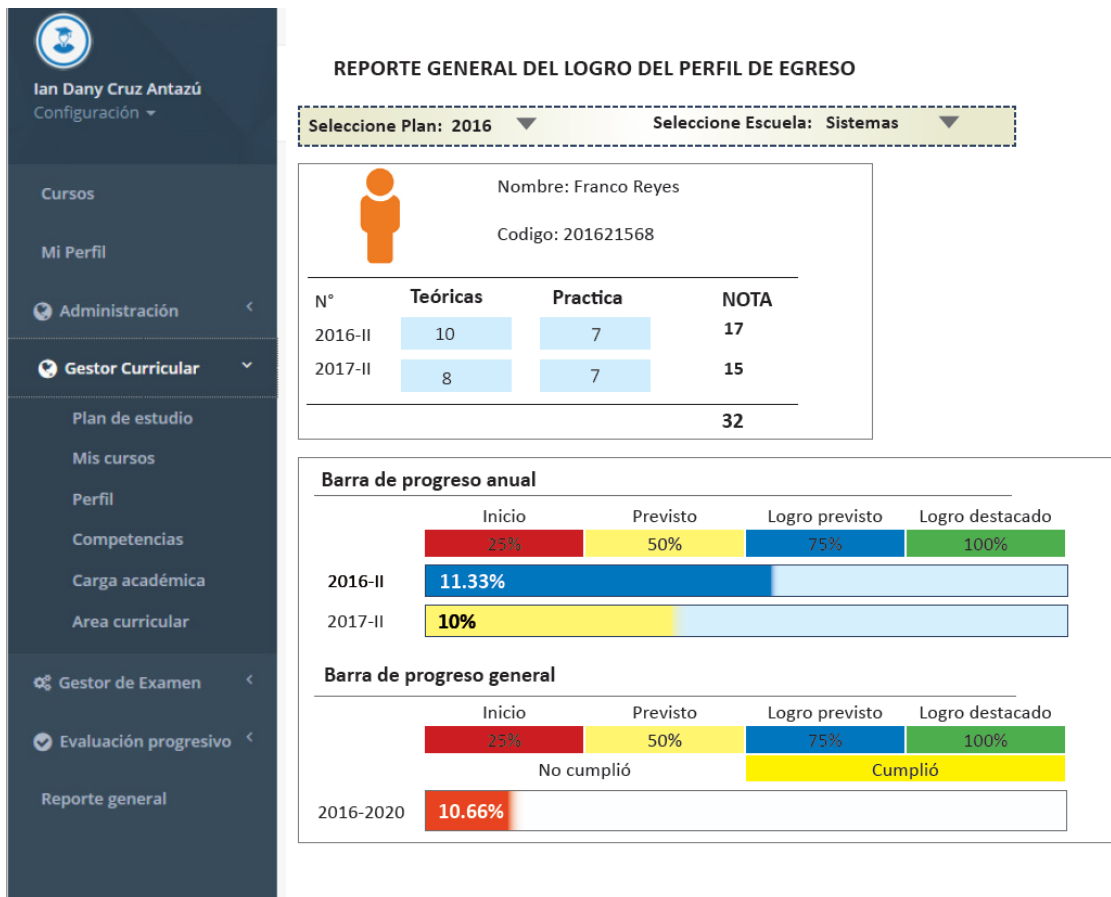 Ian Dany Cruz Antazú
Configuración
Cursos
Mi Perfil
Administración
Gestor Curricular
Plan de estudio
Mis cursos
Perfil
Competencias
Carga académica
Area curricular
Gestor de Examen
Evaluación progresivo
Reporte general
REPORTE GENERAL DEL LOGRO DEL PERFIL DE EGRESO
Seleccione Plan: 2016 Seleccione Escuela: Sistemas
Nombre: Franco Reyes
Codigo: 201621568
N° Teóricas Practica NOTA
2016-II 10 7 17
2017-II 8 7 15
32
Barra de progreso anual
Inicio Previsto Logro previsto Logro destacado
25% 50% 75% 100%
2016-II 11.33%
2017-II 10%
Barra de progreso general
Inicio Previsto Logro previsto Logro destacado
25% 50% 75% 100%
No cumplió Cumplió
2016-2020 10.66%